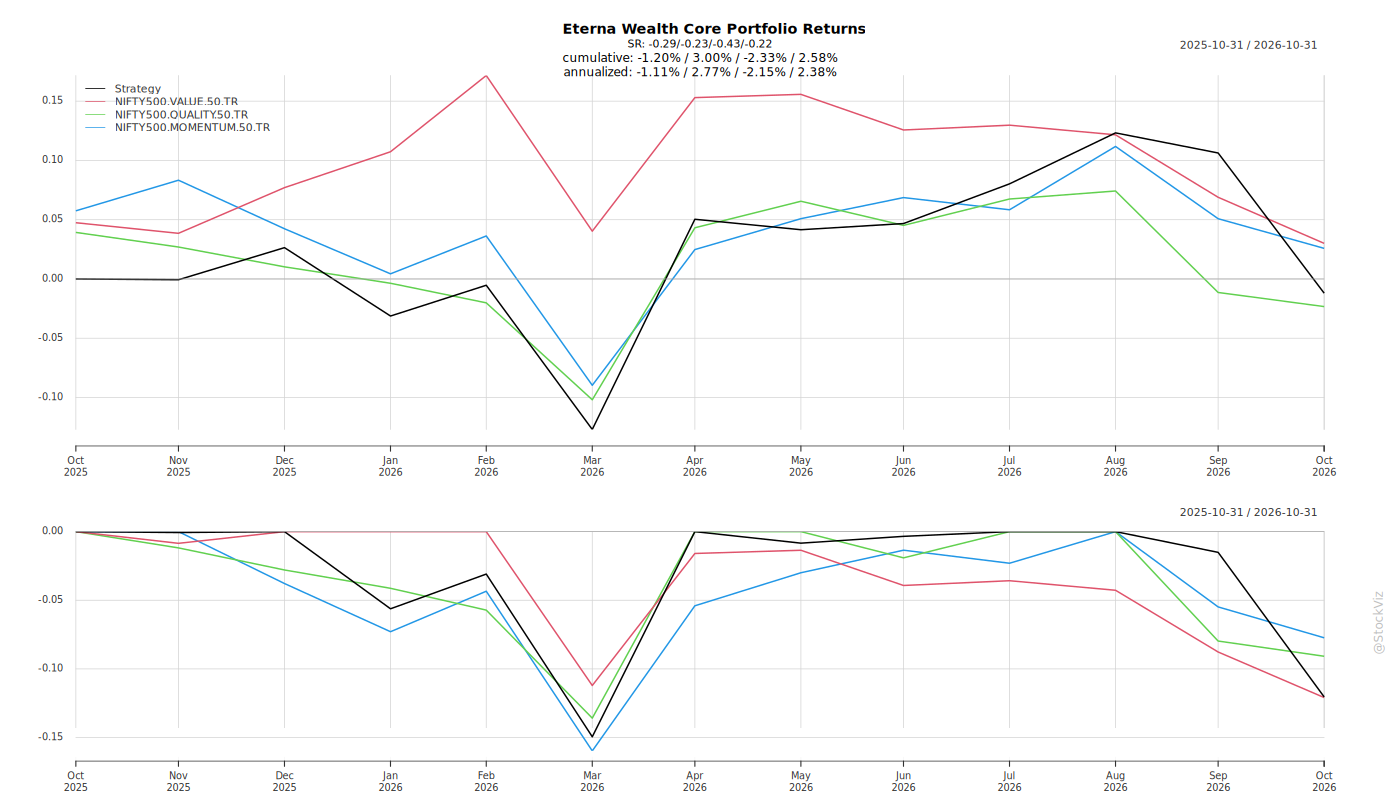 Eterna Wealth Core Portfolio Returns
SR: -0.29/-0.23/-0.43/-0.22
cumulative: -1.20% / 3.00% / -2.33% / 2.58%
annualized: -1.11% / 2.77% / -2.15% / 2.38%
2025-10-31 / 2026-10-31
Strategy
NIFTY500.VALUE.50.TR
NIFTY500.QUALITY.50.TR
NIFTY500.MOMENTUM.50.TR
0.15
0.10
0.05
0.00
-0.05
-0.10
Oct Nov Dec Jan Feb Mar Apr May Jun Jul Aug Sep Oct
2025 2025 2025 2026 2026 2026 2026 2026 2026 2026 2026 2026 2026
2025-10-31 / 2026-10-31
0.00
-0.05
-0.10
-0.15
Oct Nov Dec Jan Feb Mar Apr May Jun Jul Aug Sep Oct
2025 2025 2025 2026 2026 2026 2026 2026 2026 2026 2026 2026 2026
@StockViz